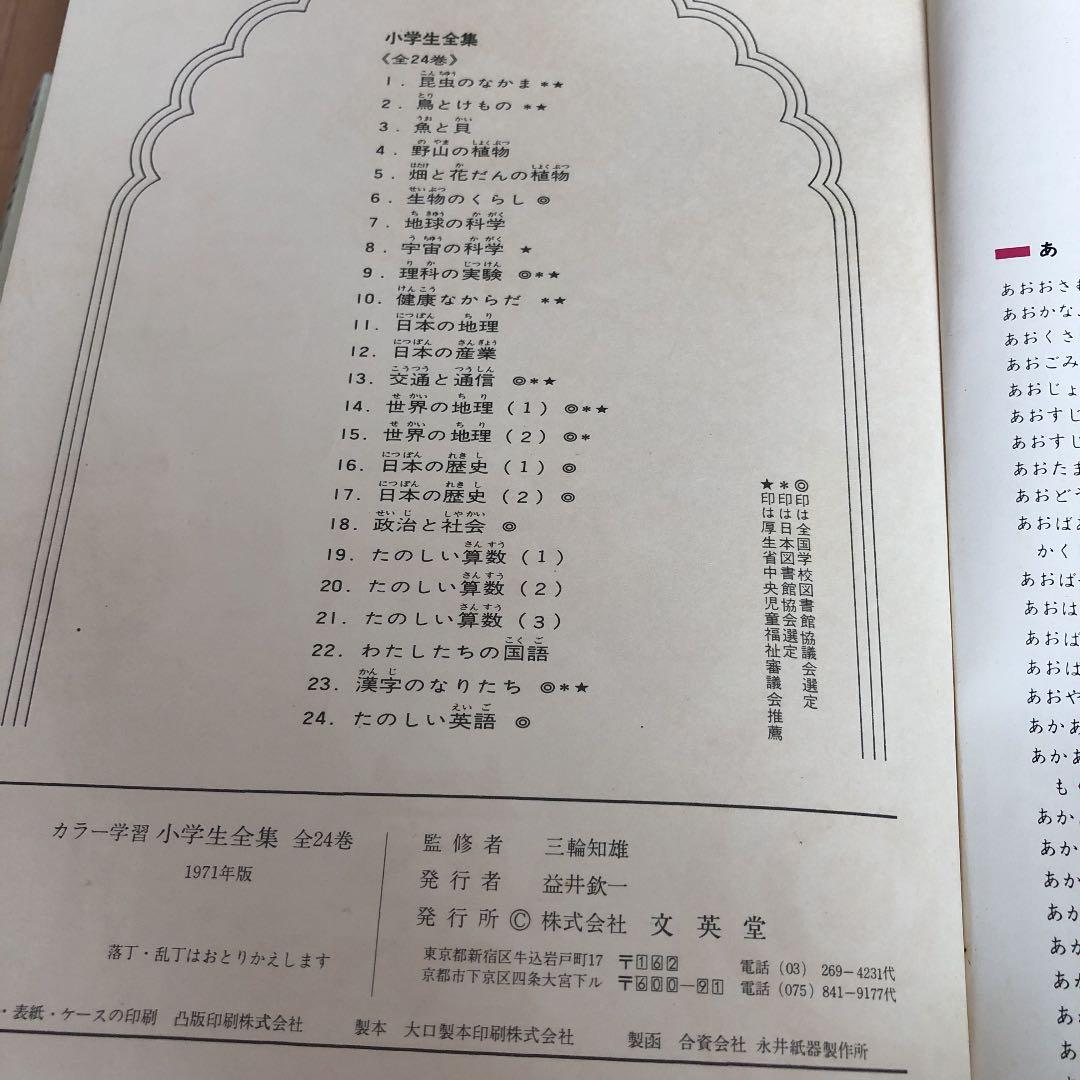 小学生全集
《全24巻》
1. 昆虫のなかま *★
2. 鳥とけもの *★
3. 魚と貝
4. 野山の植物
5. 畑と花だんの植物
6. 生物のくらし ◎
7. 地球の科学
8. 宇宙の科学 ★
9. 理科の実験 ◎*★
10. 健康なからだ *★
11. 日本の地理
12. 日本の産業
13. 交通と通信 ◎*★
14. 世界の地理(1) ◎*★
15. 世界の地理(2) ◎*
16. 日本の歴史(1) ◎
17. 日本の歴史(2) ◎
18. 政治と社会 ◎
19. たのしい算数(1)
20. たのしい算数(2)
21. たのしい算数(3)
22. わたしたちの国語
23. 漢字のなりたち ◎*★
24. たのしい英語 ◎
◎印は全国学校図書館協議会選定
*印は日本図書館協会選定
★印は厚生省中央児童福祉審議会推薦
カラー学習 小学生全集 全24巻
1971年版
落丁・乱丁はおとりかえします
監修者 三輪知雄
発行者 益井欽一
発行所 © 株式会社 文英堂
東京都新宿区牛込岩戸町17 〒162 電話(03) 269-4231代
京都市下京区四条大宮下ル 〒600-91 電話(075) 841-9177代
・表紙・ケースの印刷 凸版印刷株式会社 製本 大口製本印刷株式会社 製函 合資会社 永井紙器製作所
あ
あおおさ
あおかな
あおくさ
あおごみ
あおじょ
あおすじ
あおすじ
あおたま
あおどう
あおばあ
かく
あおば
あおは
あおば
あおは
あおや
あかあ
あかあ
も
あか
あか
あか
あか
あか
あか
あ
あ